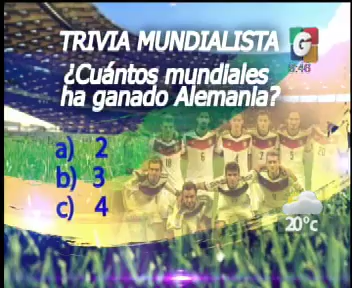 TRIVIA MUNDIALISTA
G
¿Cuántos mundiales
ha ganado Alemania?
a) 2
b) 3
c) 4
20°c